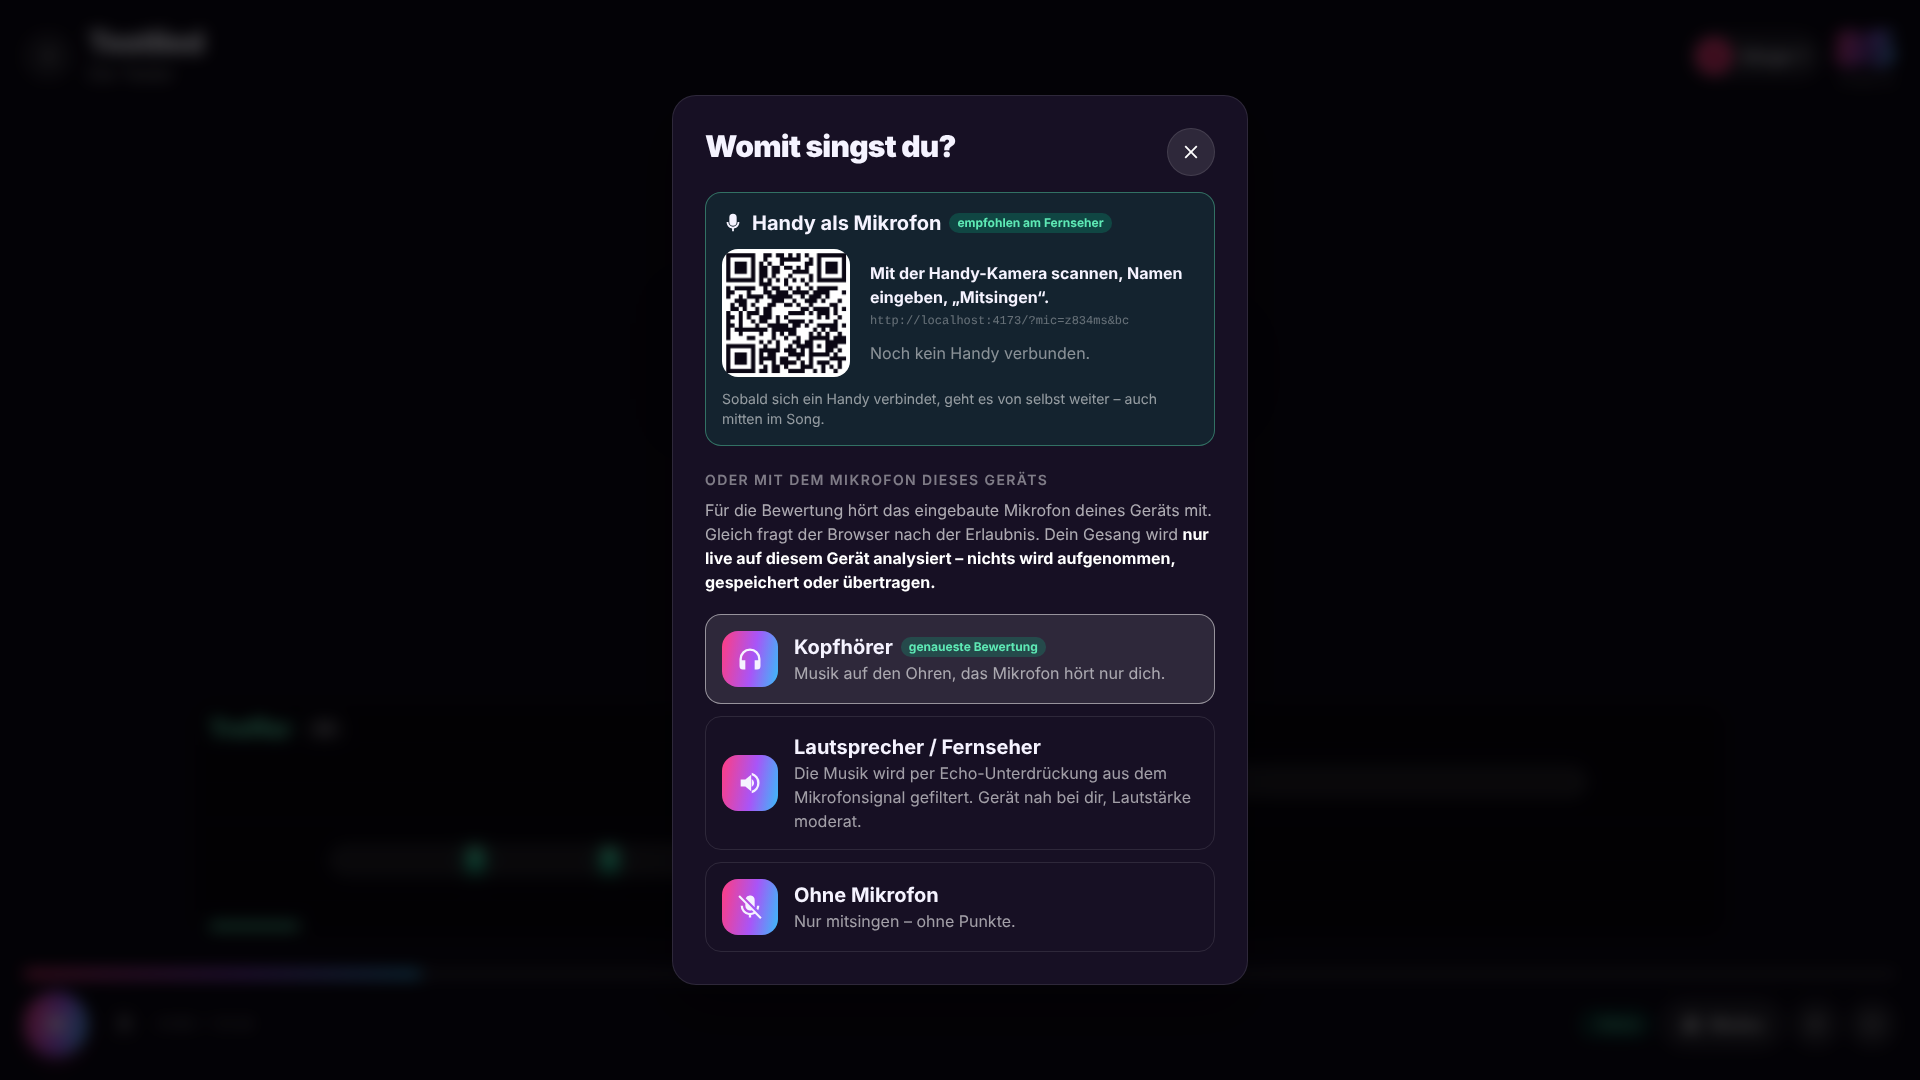 Womit singst du?
Handy als Mikrofon empfohlen am Fernseher
Mit der Handy-Kamera scannen, Namen
eingeben, „Mitsingen“.
http://localhost:4173/?mic=z834ms&bc
Noch kein Handy verbunden.
Sobald sich ein Handy verbindet, geht es von selbst weiter – auch
mitten im Song.
ODER MIT DEM MIKROFON DIESES GERÄTS
Für die Bewertung hört das eingebaute Mikrofon deines Geräts mit.
Gleich fragt der Browser nach der Erlaubnis. Dein Gesang wird nur
live auf diesem Gerät analysiert – nichts wird aufgenommen,
gespeichert oder übertragen.
Kopfhörer genaueste Bewertung
Musik auf den Ohren, das Mikrofon hört nur dich.
Lautsprecher / Fernseher
Die Musik wird per Echo-Unterdrückung aus dem
Mikrofonsignal gefiltert. Gerät nah bei dir, Lautstärke
moderat.
Ohne Mikrofon
Nur mitsingen – ohne Punkte.